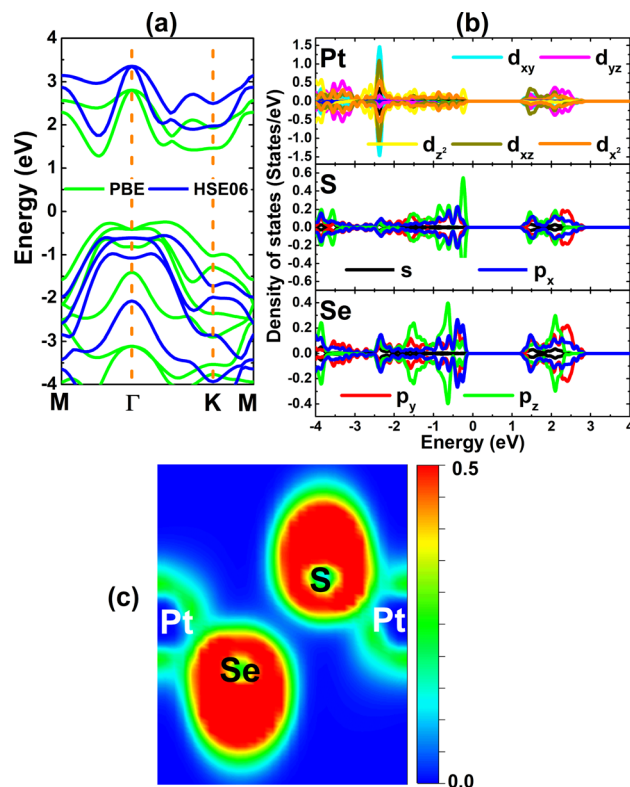 (a)
4
3
2
1
0
-1
-2
-3
-4
Energy (eV)
PBE HSE06
M Γ K M
(b)
Density of states (States/eV)
Pt
1.5
1.0
0.5
0.0
-0.5
-1.0
-1.5
d_xy d_yz
d_z² d_xz d_x²
S
0.6
0.4
0.2
0.0
-0.2
-0.4
-0.6
s p_x
Se
0.4
0.2
0.0
-0.2
-0.4
p_y p_z
-4 -3 -2 -1 0 1 2 3 4
Energy (eV)
(c)
S
Pt Pt
Se
0.5
0.0